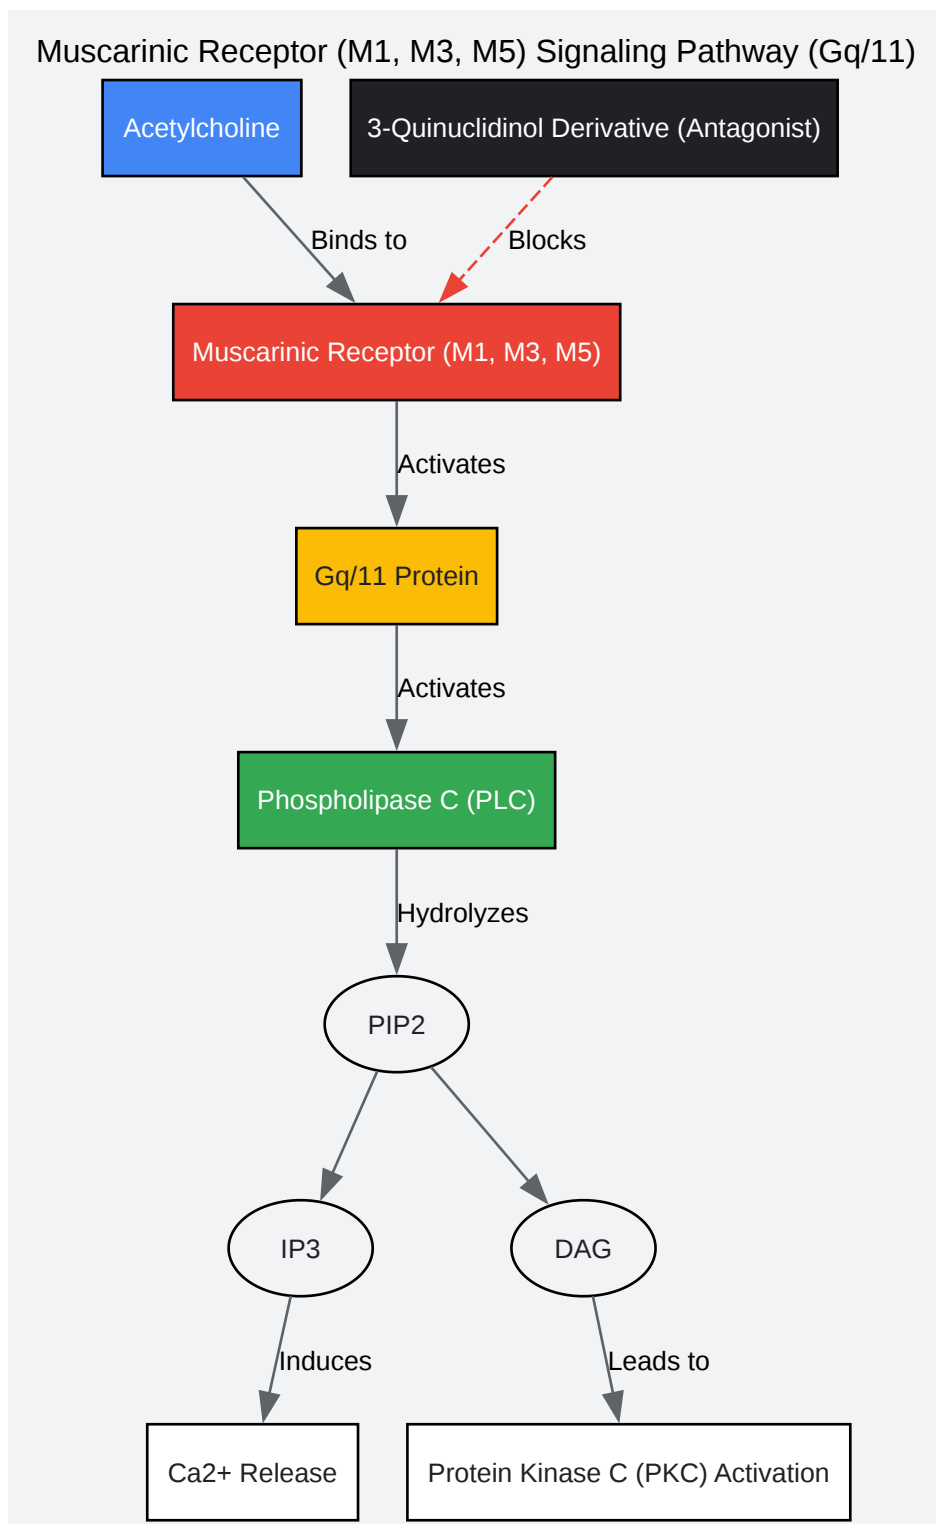 Muscarinic Receptor (M1, M3, M5) Signaling Pathway (Gq/11)
Acetylcholine
3-Quinuclidinol Derivative (Antagonist)
Binds to
Blocks
Muscarinic Receptor (M1, M3, M5)
Activates
Gq/11 Protein
Activates
Phospholipase C (PLC)
Hydrolyzes
PIP2
IP3
DAG
Induces
Leads to
Ca2+ Release
Protein Kinase C (PKC) Activation